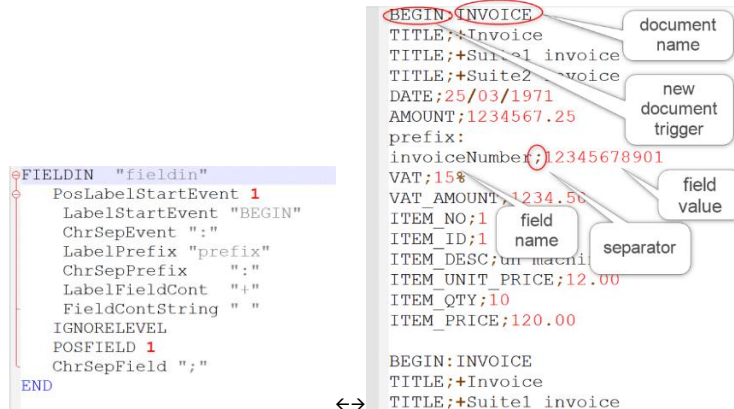 FIELDIN "fieldin"
PosLabelStartEvent 1
LabelStartEvent "BEGIN"
ChrSepEvent ":"
LabelPrefix "prefix"
ChrSepPrefix ":"
LabelFieldCont "+"
FieldContString " "
IGNORELEVEL
POSFIELD 1
ChrSepField ";"
END
←→
BEGIN:INVOICE
TITLE;+Invoice
TITLE;+Suite1 invoice
TITLE;+Suite2 invoice
DATE;25/03/1971
AMOUNT;1234567.25
prefix:
invoiceNumber;12345678901
VAT;15%
VAT_AMOUNT;1234.50
ITEM_NO;1
ITEM_ID;1
ITEM_DESC;un machin
ITEM_UNIT_PRICE;12.00
ITEM_QTY;10
ITEM_PRICE;120.00
BEGIN:INVOICE
TITLE;+Invoice
TITLE;+Suite1 invoice
document
name
new
document
trigger
field
value
field
name
separator